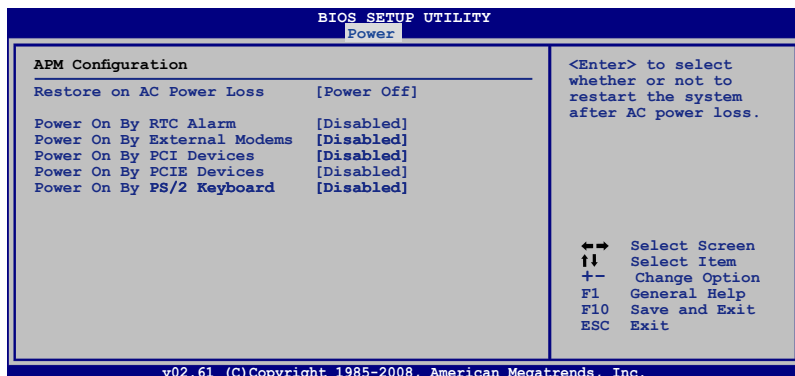 BIOS SETUP UTILITY
Power
APM Configuration
Restore on AC Power Loss [Power Off]
Power On By RTC Alarm [Disabled]
Power On By External Modems [Disabled]
Power On By PCI Devices [Disabled]
Power On By PCIE Devices [Disabled]
Power On By PS/2 Keyboard [Disabled]
<Enter> to select
whether or not to
restart the system
after AC power loss.
←→ Select Screen
↑↓ Select Item
+- Change Option
F1 General Help
F10 Save and Exit
ESC Exit
v02.61 (C)Copyright 1985-2008, American Megatrends, Inc.